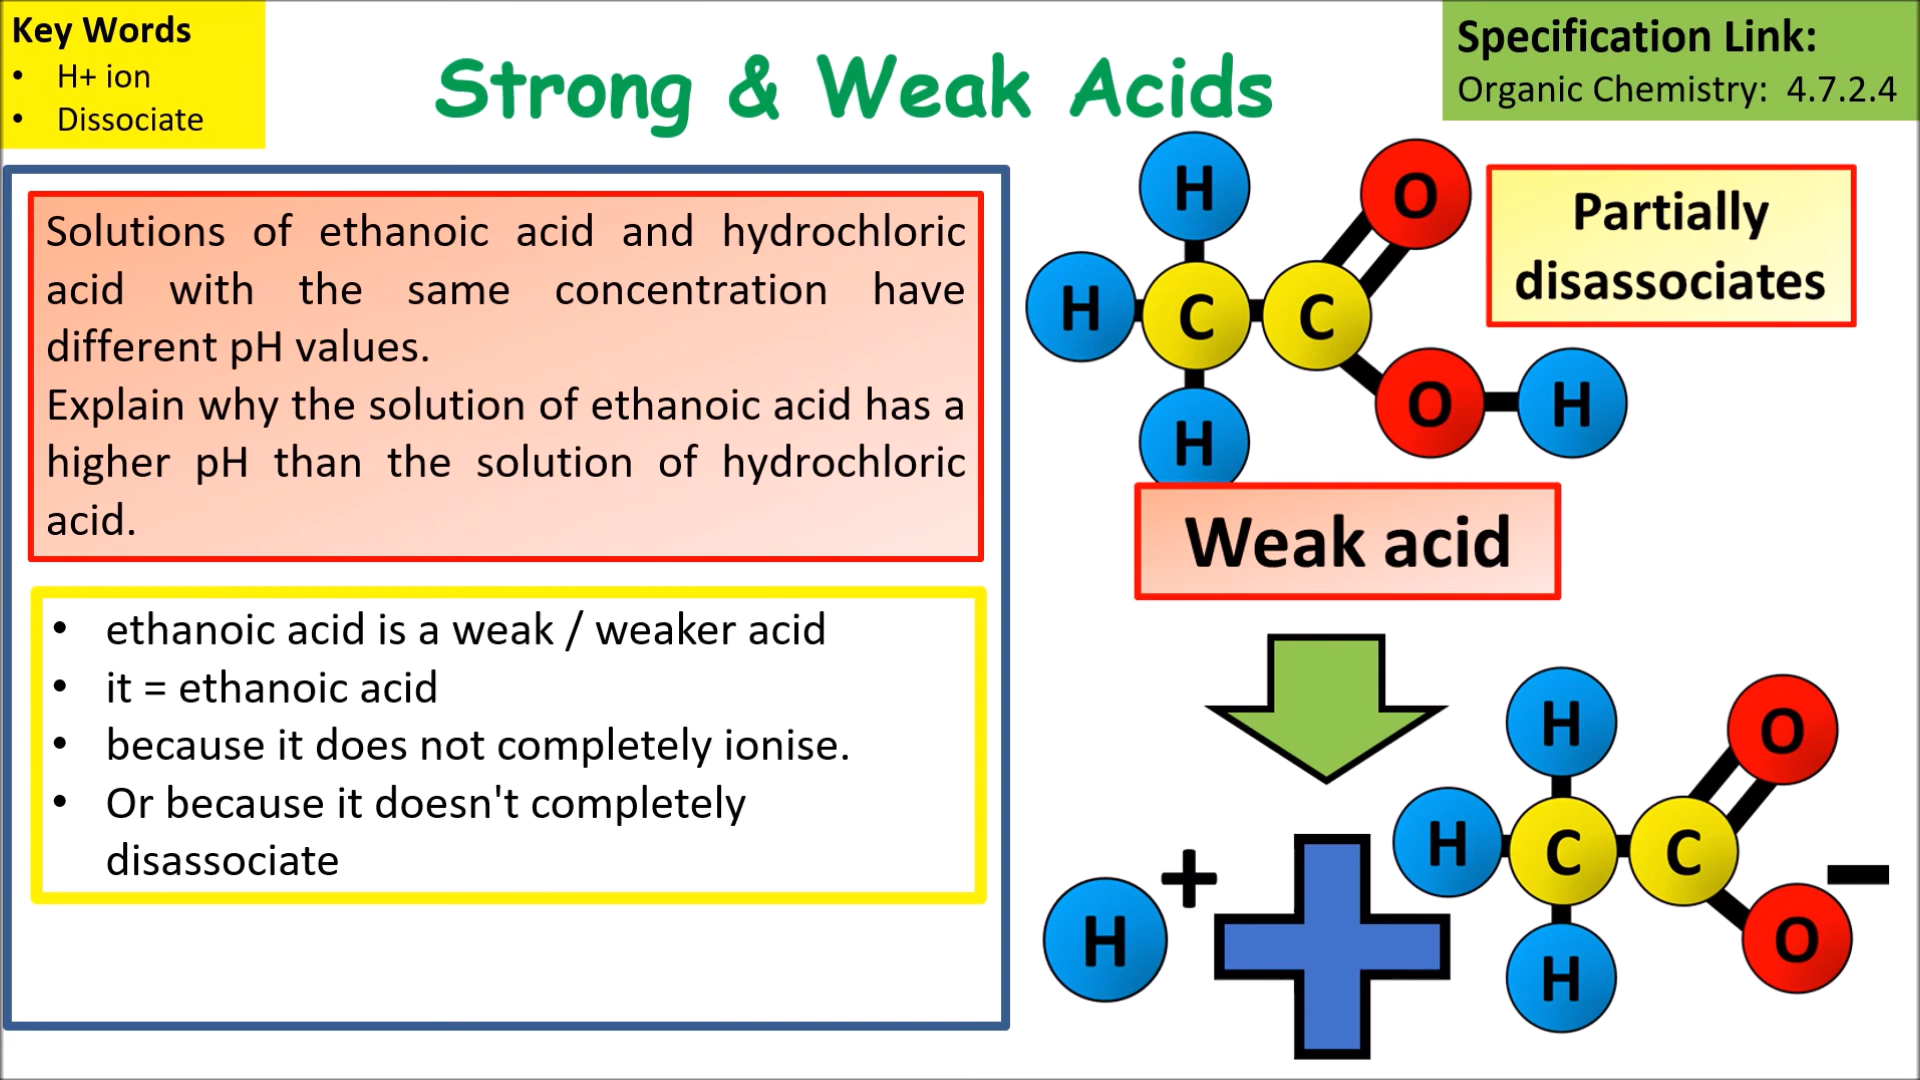 Key Words
• H+ ion
• Dissociate
Strong & Weak Acids
Specification Link:
Organic Chemistry: 4.7.2.4
Solutions of ethanoic acid and hydrochloric
acid with the same concentration have
different pH values.
Explain why the solution of ethanoic acid has a
higher pH than the solution of hydrochloric
acid.
• ethanoic acid is a weak / weaker acid
• it = ethanoic acid
• because it does not completely ionise.
• Or because it doesn't completely
disassociate
H
O
H
C
C
O
H
H
Partially
disassociates
Weak acid
H
+
H
O
H
C
C
O
−
H